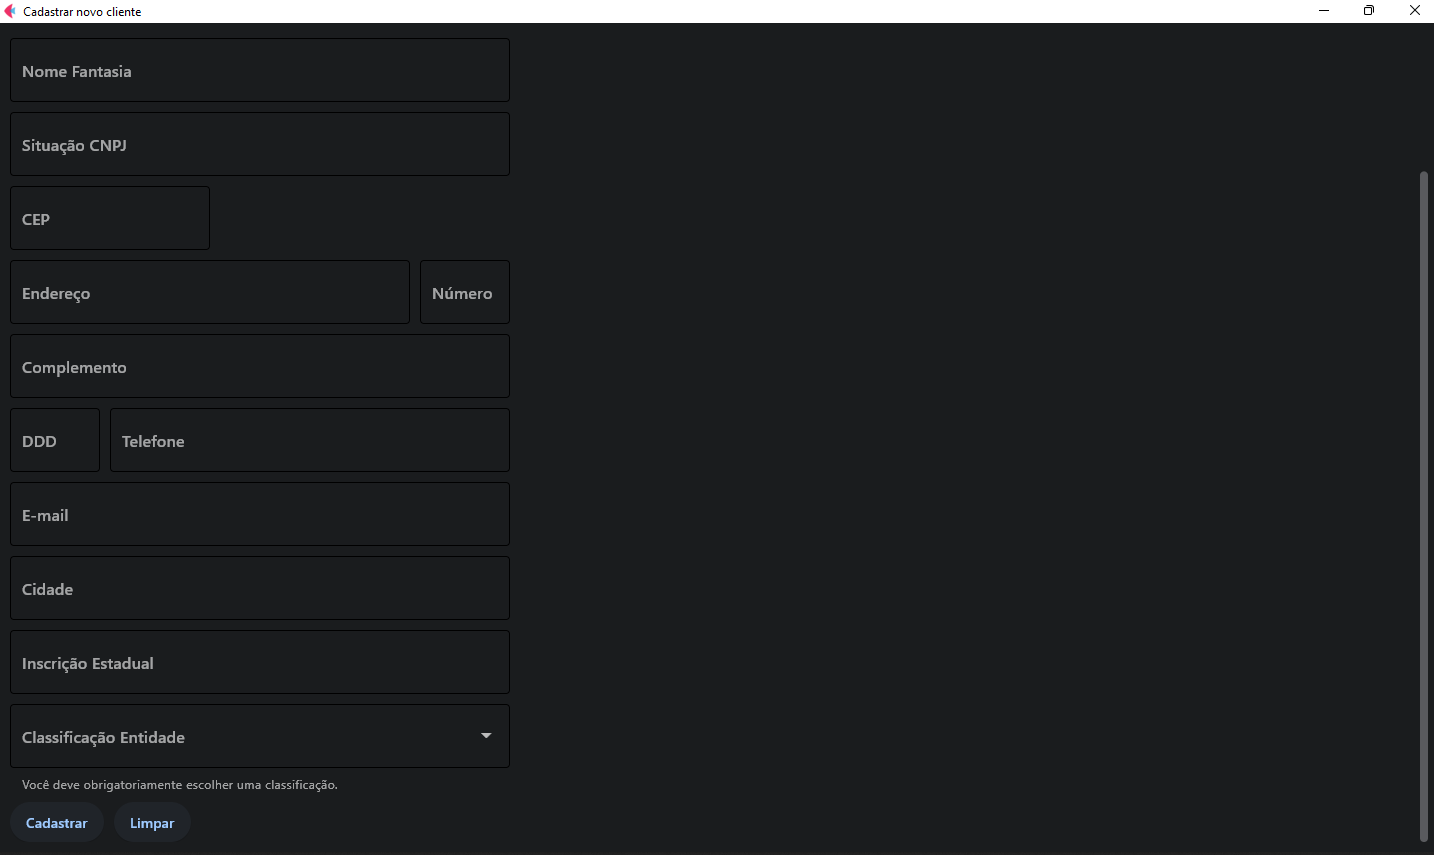 Cadastrar novo cliente
Nome Fantasia
Situação CNPJ
CEP
Endereço
Número
Complemento
DDD
Telefone
E-mail
Cidade
Inscrição Estadual
Classificação Entidade
Você deve obrigatoriamente escolher uma classificação.
Cadastrar
Limpar